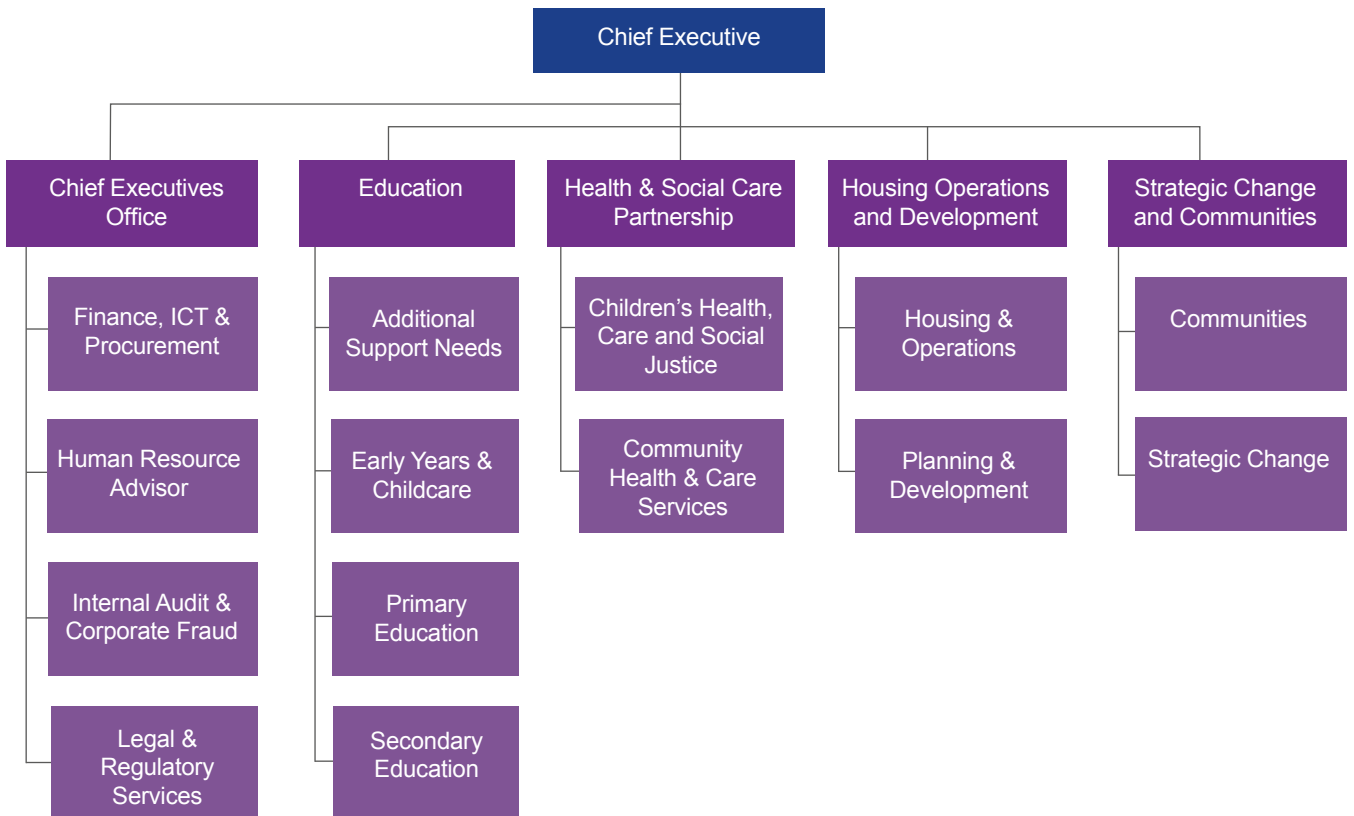 Chief Executive
Chief Executives
Office
Finance, ICT &
Procurement
Human Resource
Advisor
Internal Audit &
Corporate Fraud
Legal &
Regulatory
Services
Education
Additional
Support Needs
Early Years &
Childcare
Primary
Education
Secondary
Education
Health & Social Care
Partnership
Children’s Health,
Care and Social
Justice
Community
Health & Care
Services
Housing Operations
and Development
Housing &
Operations
Planning &
Development
Strategic Change
and Communities
Communities
Strategic Change